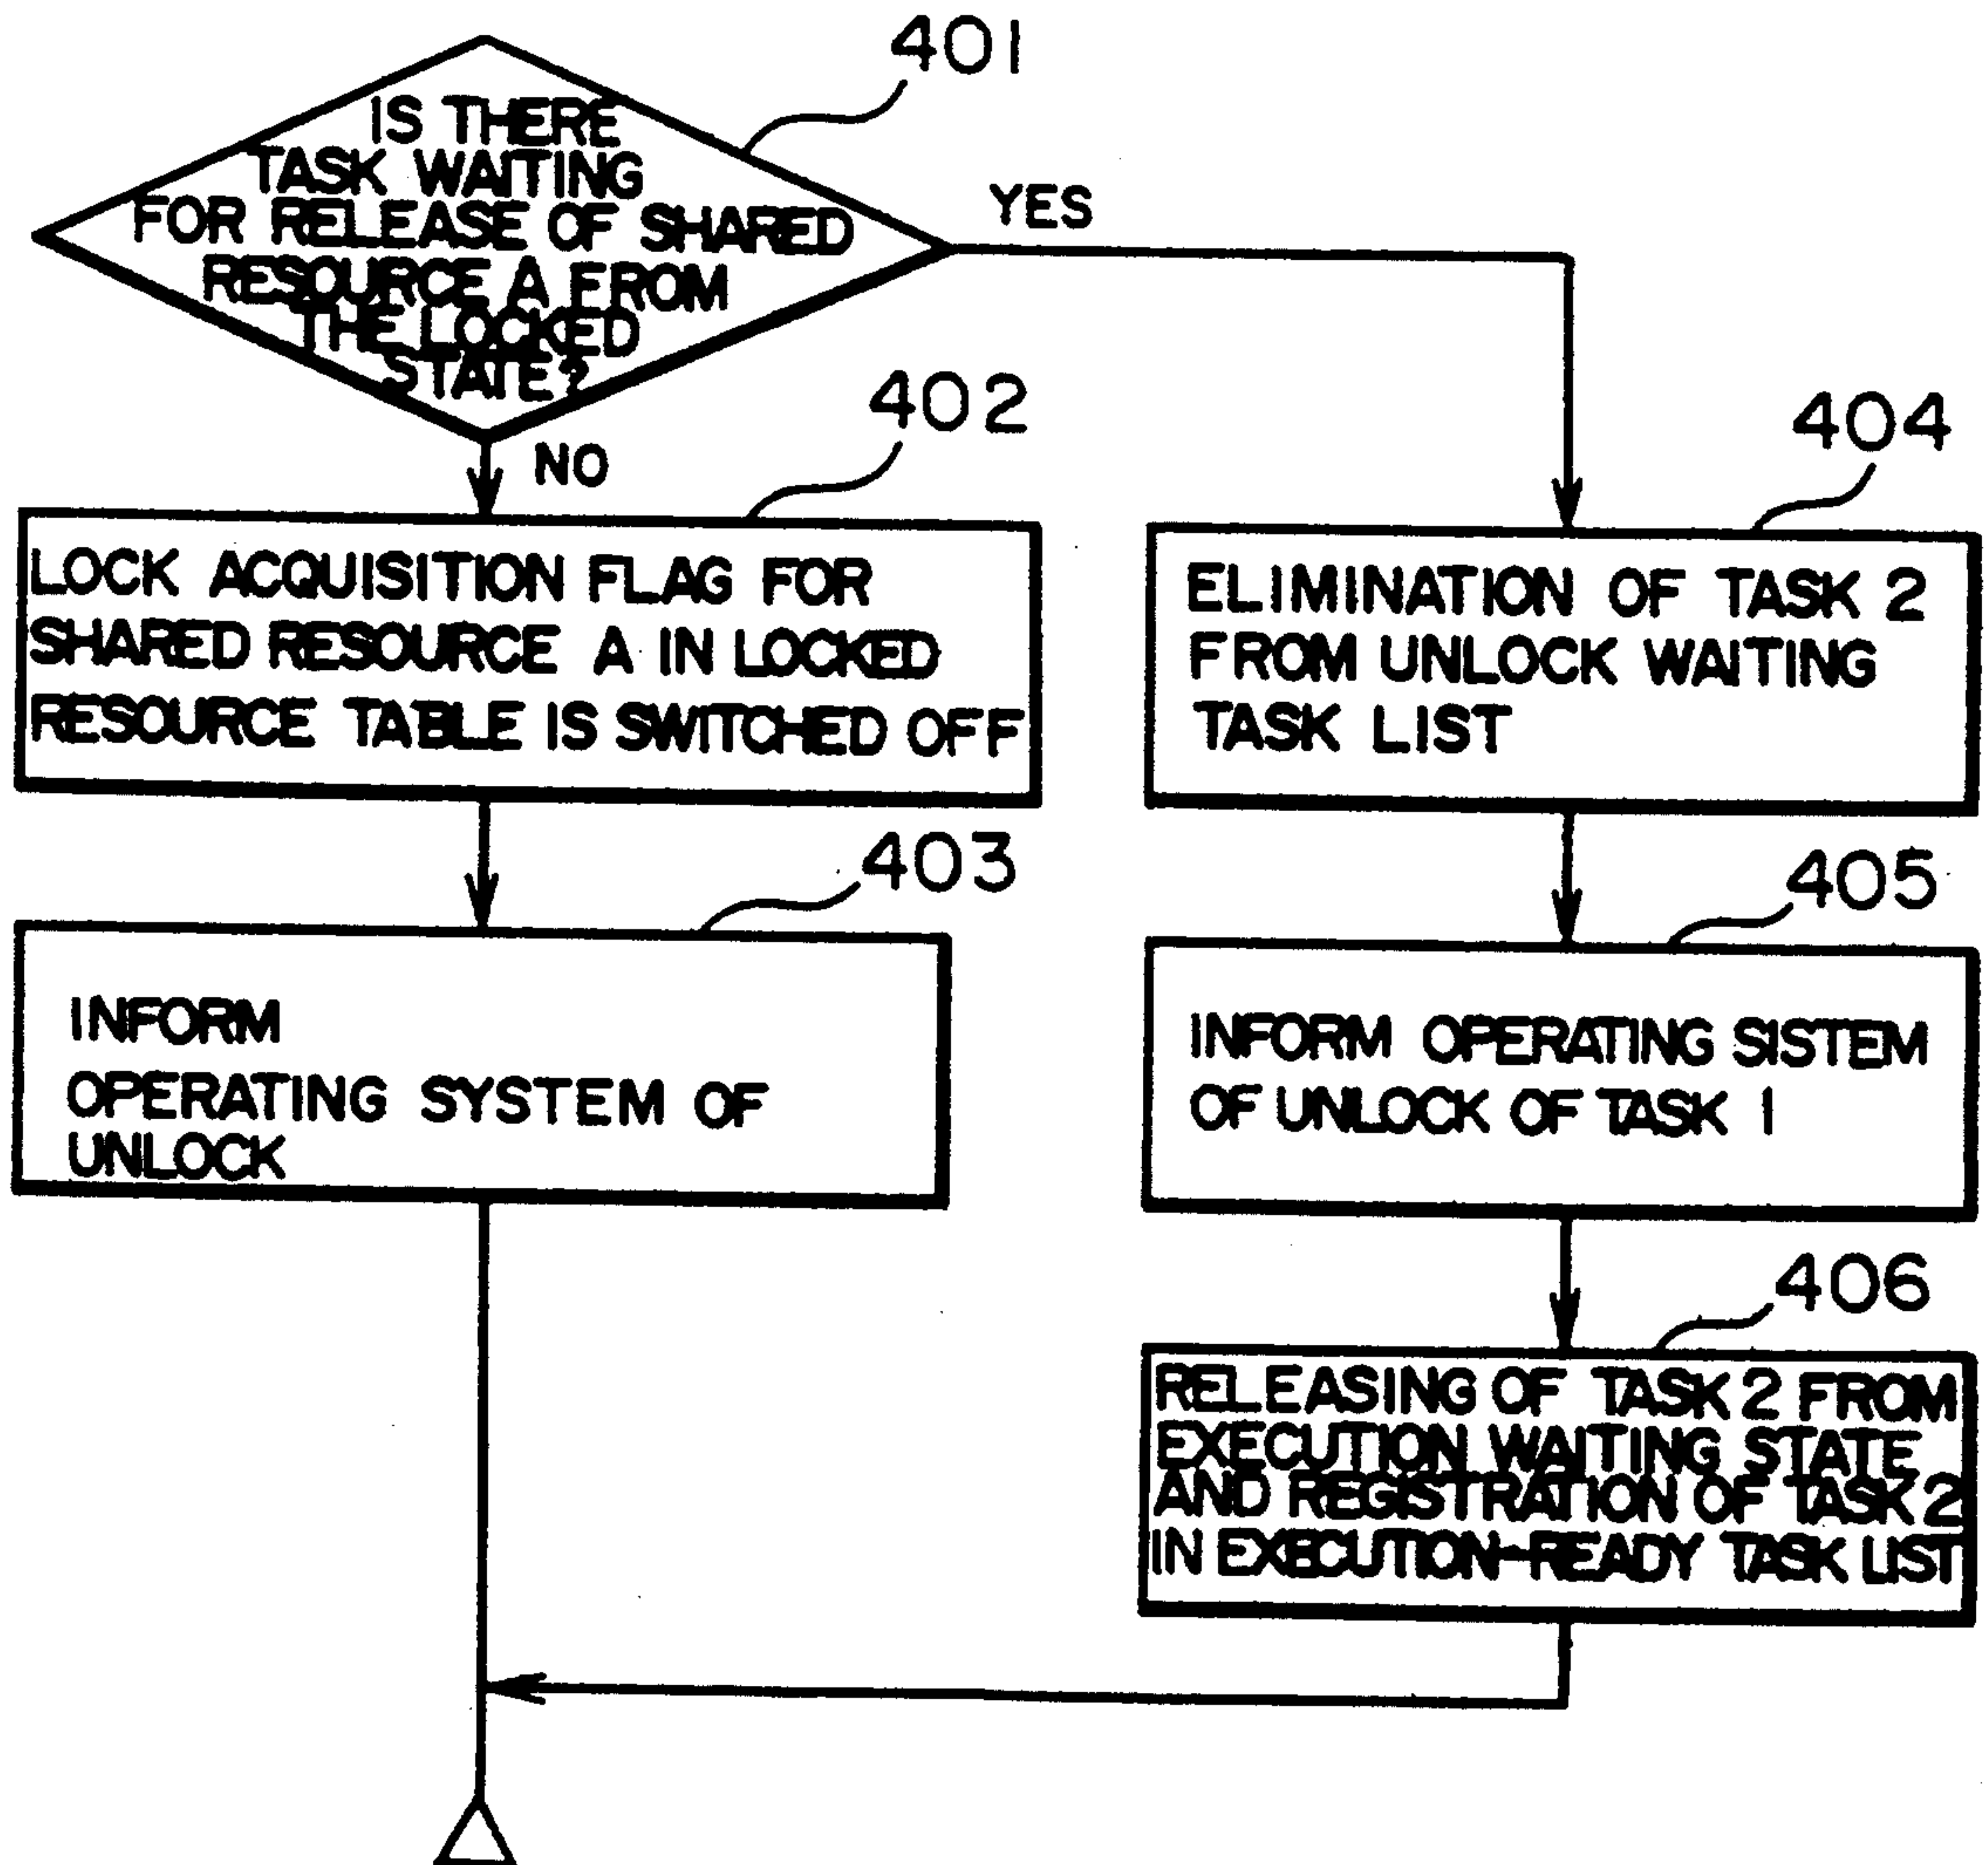 401
IS THERE
TASK WAITING
FOR RELEASE OF SHARED
RESOURCE A FROM
THE LOCKED
STATE?
YES
NO
402
LOCK ACQUISITION FLAG FOR
SHARED RESOURCE A IN LOCKED
RESOURCE TABLE IS SWITCHED OFF
404
ELIMINATION OF TASK 2
FROM UNLOCK WAITING
TASK LIST
403
INFORM
OPERATING SYSTEM OF
UNLOCK
405
INFORM OPERATING SISTEM
OF UNLOCK OF TASK 1
406
RELEASING OF TASK 2 FROM
EXECUTION WAITING STATE
AND REGISTRATION OF TASK 2
IN EXECUTION-READY TASK LIST